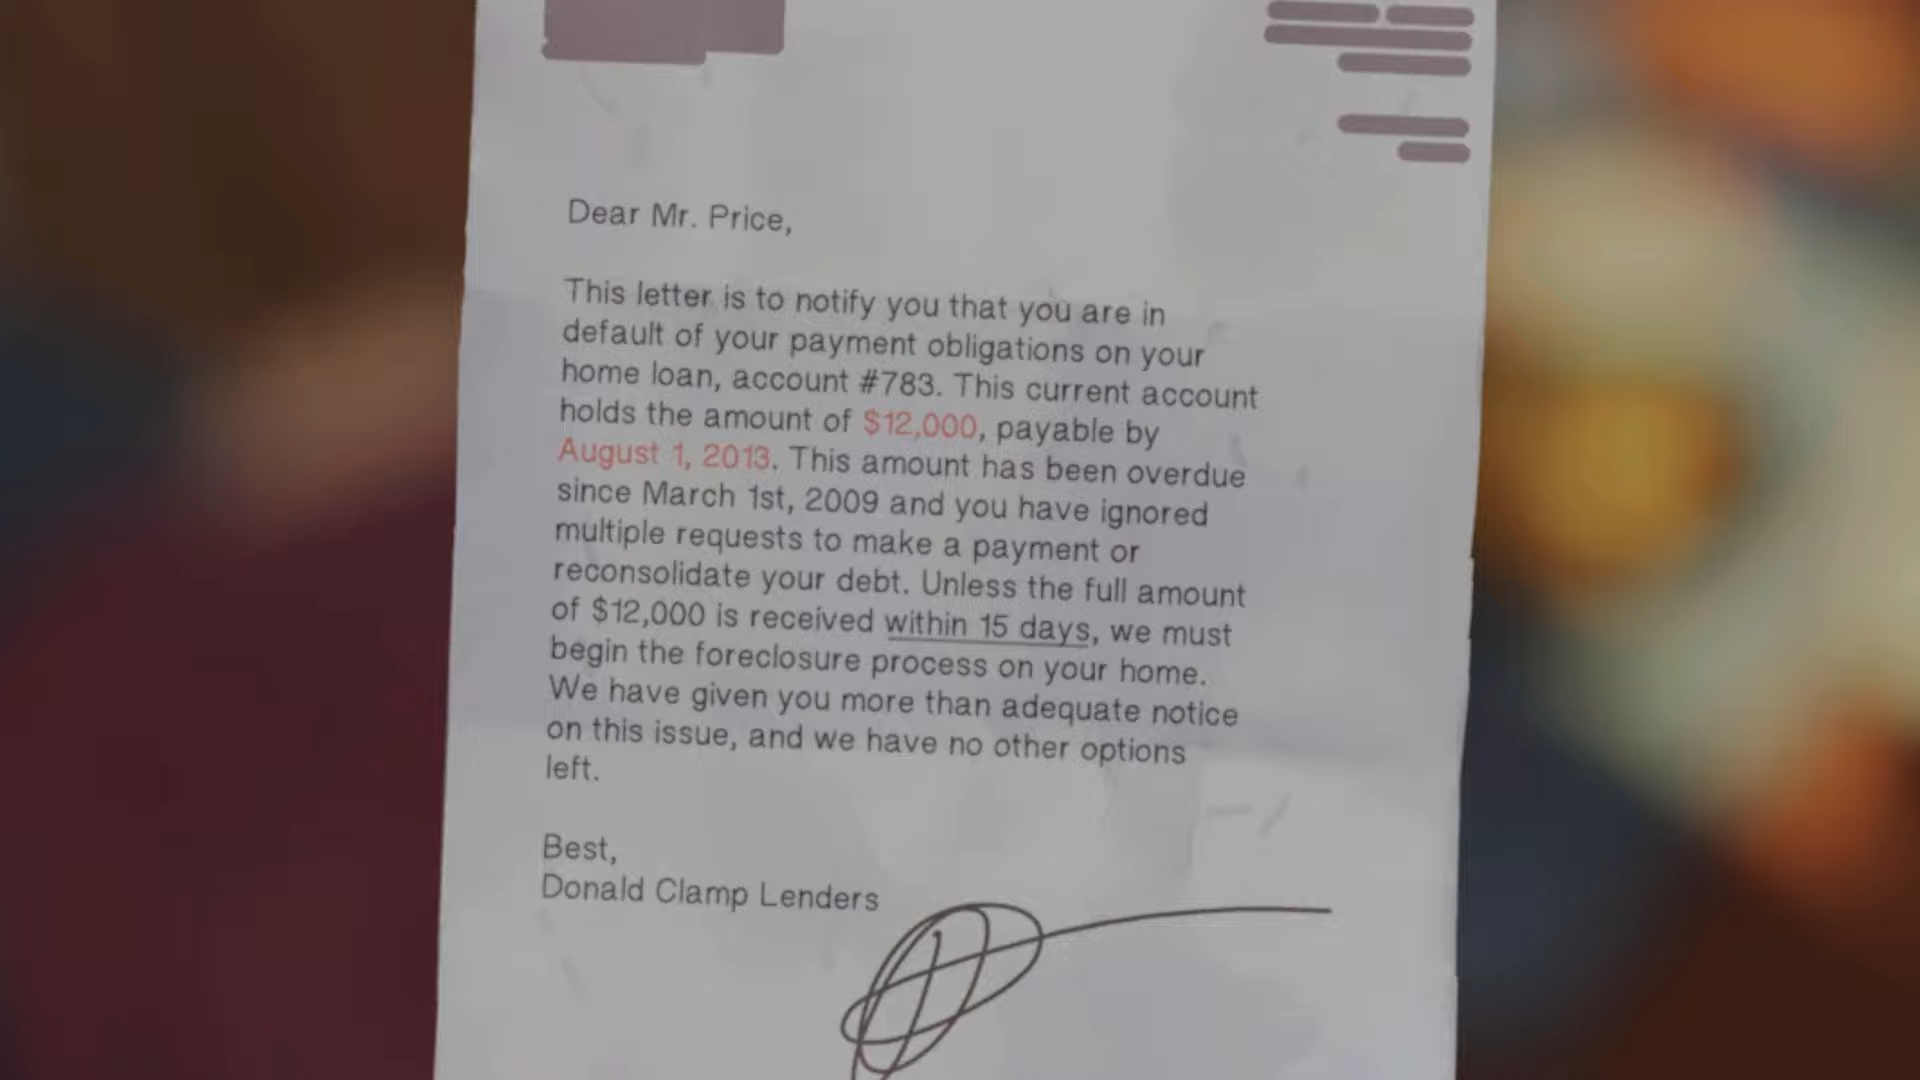 Dear Mr. Price,
This letter is to notify you that you are in
default of your payment obligations on your
home loan, account #783. This current account
holds the amount of $12,000, payable by
August 1, 2013. This amount has been overdue
since March 1st, 2009 and you have ignored
multiple requests to make a payment or
reconsolidate your debt. Unless the full amount
of $12,000 is received within 15 days, we must
begin the foreclosure process on your home.
We have given you more than adequate notice
on this issue, and we have no other options
left.
Best,
Donald Clamp Lenders